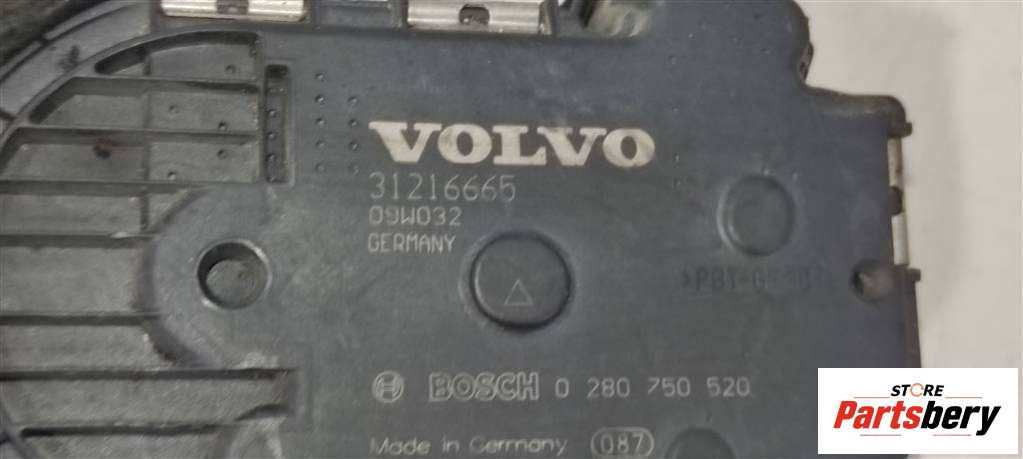 VOLVO
31216665
09W032
GERMANY
BOSCH 0 280 750 520
Made in Germany 087
STORE
Partsbery